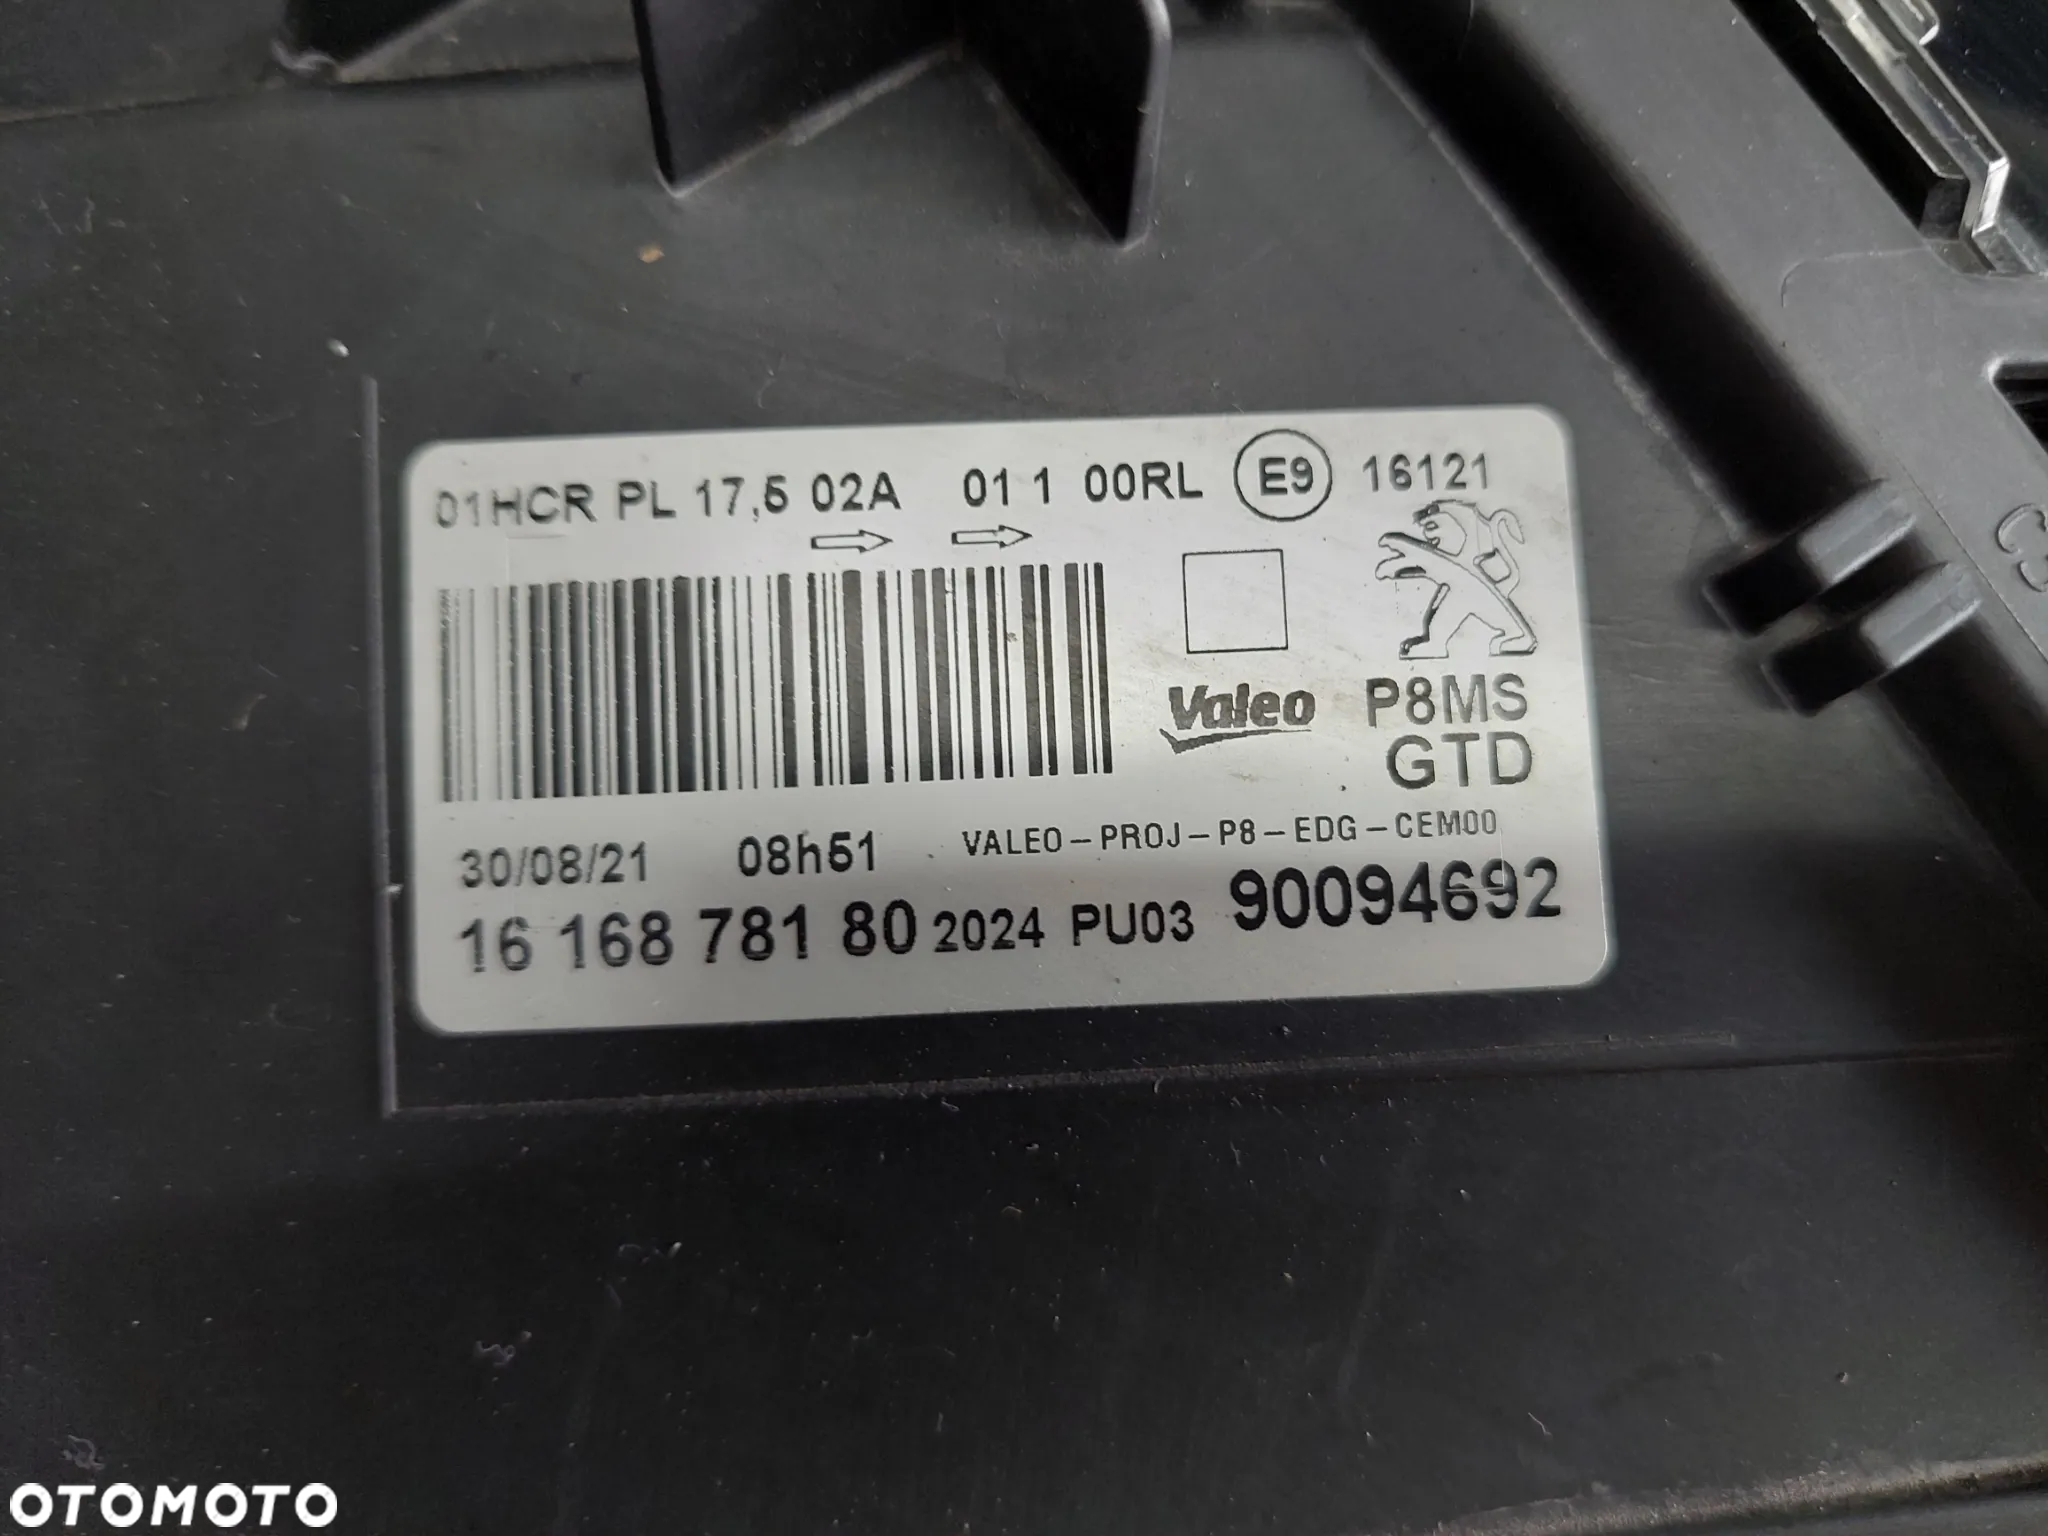 01HCR PL 17,5 02A 01 1 00RL E9 16121
Valeo P8MS
GTD
30/08/21 08h51 VALEO-PROJ-P8-EDG-CEM00
16 168 781 80 2024 PU03 90094692
OTOMOTO